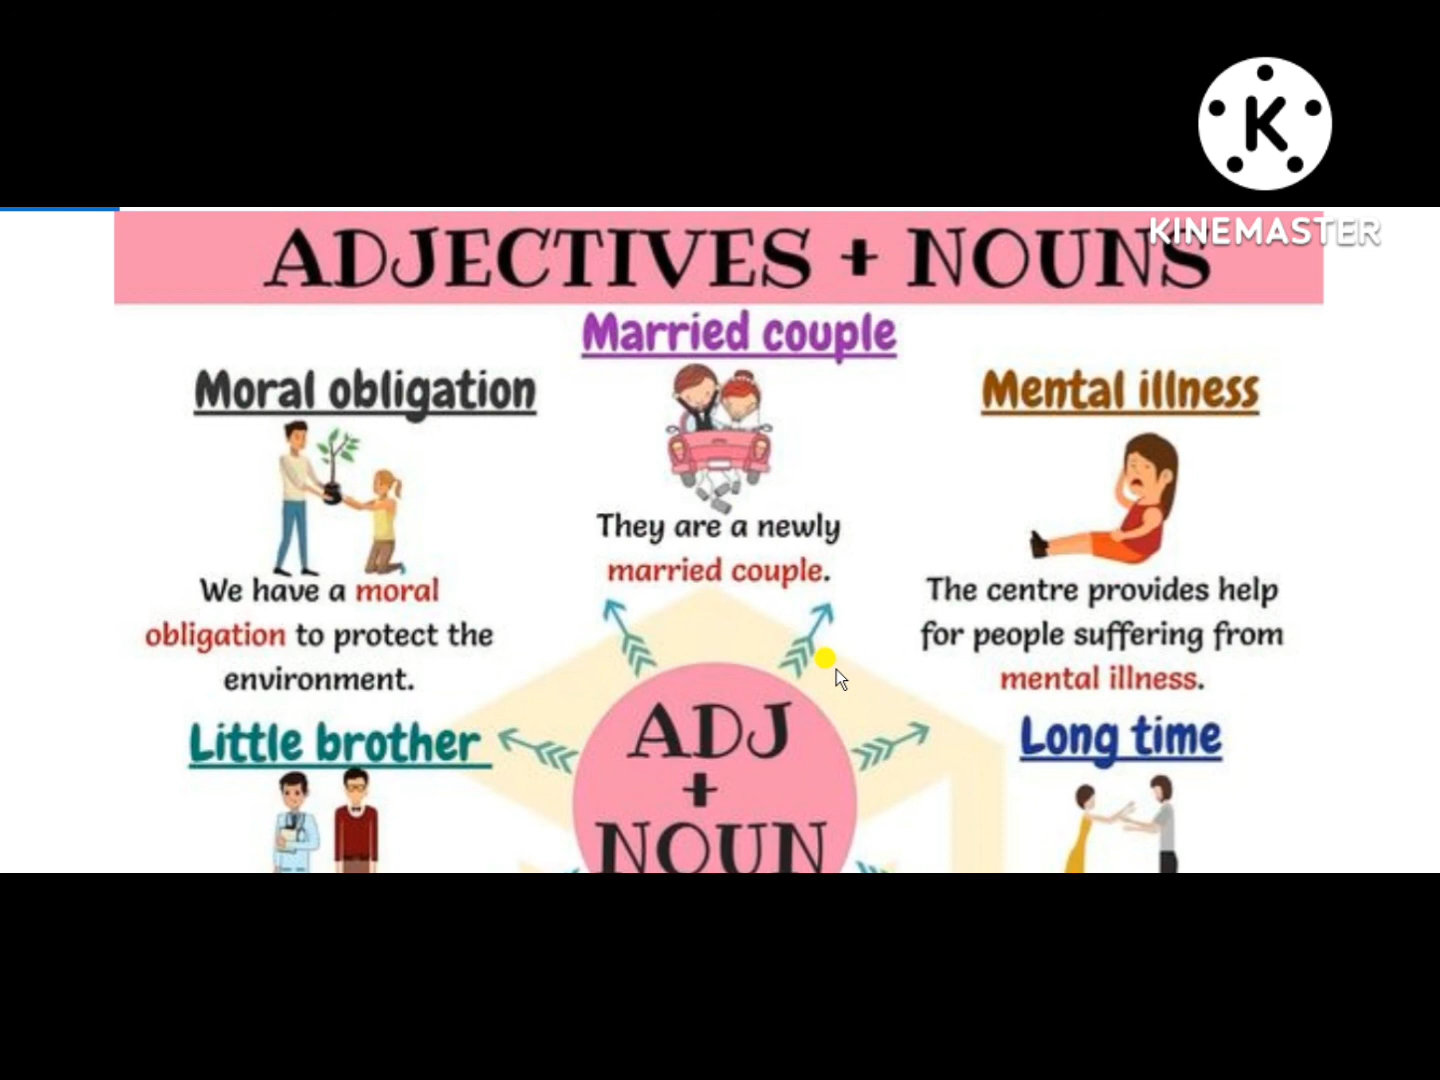 K
KINEMASTER
ADJECTIVES + NOUNS
Married couple
They are a newly
married couple.
Moral obligation
We have a moral
obligation to protect the
environment.
Mental illness
The centre provides help
for people suffering from
mental illness.
Little brother
Long time
ADJ
+
NOUN